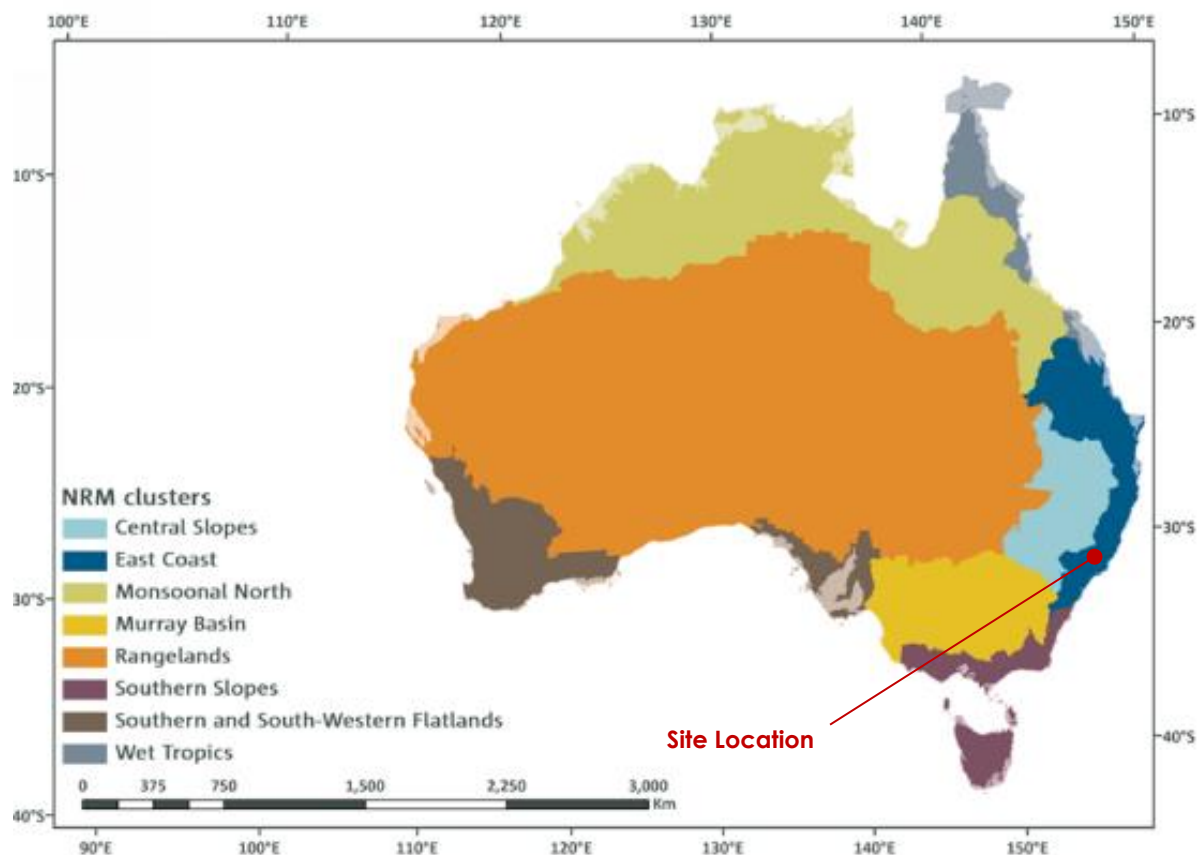 100°E 110°E 120°E 130°E 140°E 150°E
10°S
10°S
20°S
20°S
30°S
30°S
40°S
40°S
NRM clusters
Central Slopes
East Coast
Monsoonal North
Murray Basin
Rangelands
Southern Slopes
Southern and South-Western Flatlands
Wet Tropics
Site Location
0 375 750 1,500 2,250 3,000
Km
90°E 100°E 110°E 120°E 130°E 140°E 150°E